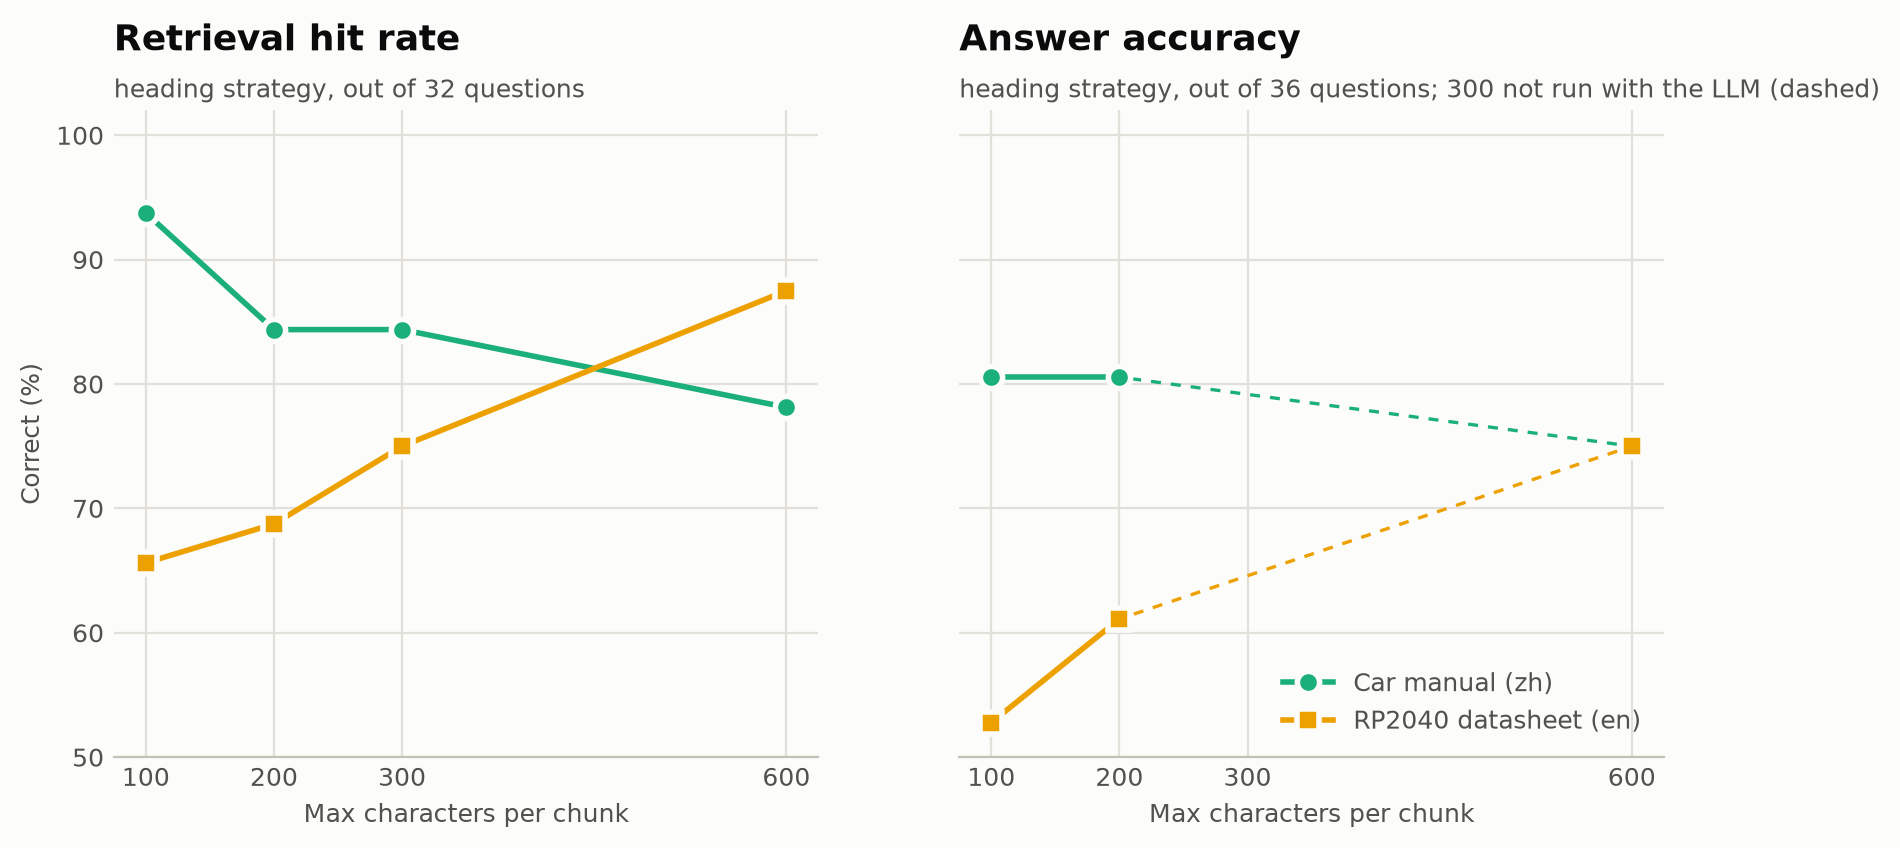 Retrieval hit rate
heading strategy, out of 32 questions
Correct (%)
100
90
80
70
60
50
100 200 300 600
Max characters per chunk
Answer accuracy
heading strategy, out of 36 questions; 300 not run with the LLM (dashed)
Car manual (zh)
RP2040 datasheet (en)
100 200 300 600
Max characters per chunk